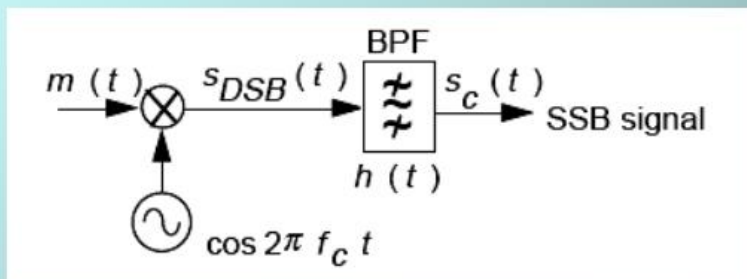 BPF
m (t) s_DSB (t) s_c (t)
SSB signal
h (t)
cos 2π f_c t